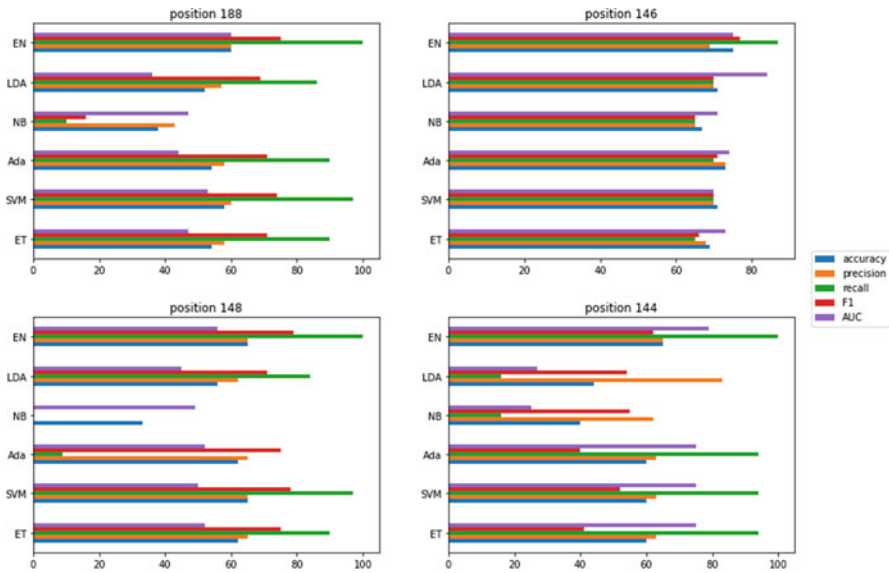 position 188
EN
LDA
NB
Ada
SVM
ET
0 20 40 60 80 100
position 146
EN
LDA
NB
Ada
SVM
ET
0 20 40 60 80
accuracy
precision
recall
F1
AUC
position 148
EN
LDA
NB
Ada
SVM
ET
0 20 40 60 80 100
position 144
EN
LDA
NB
Ada
SVM
ET
0 20 40 60 80 100